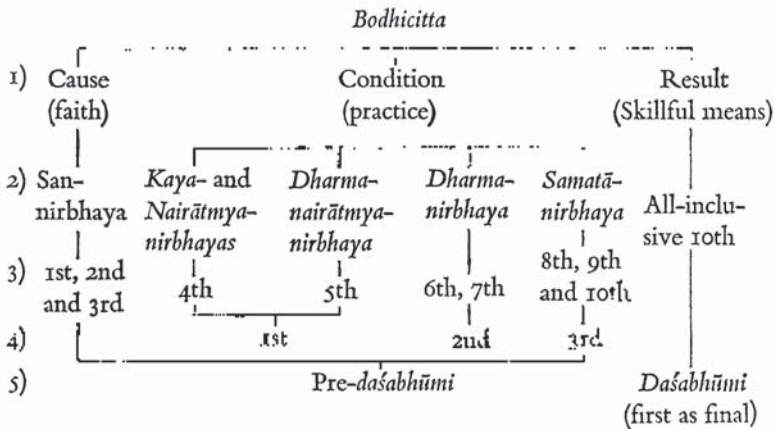 Bodhicitta
1) Cause Condition Result
(faith) (practice) (Skillful means)
2) San- Kaya- and Dharma- Dharma- Samatā-
nirbhaya Nairātmya- nairātmya- nirbhaya nirbhaya All-inclu-
nirbhayas nirbhaya sive 10th
3) 1st, 2nd 8th, 9th
and 3rd 4th 5th 6th, 7th and 10th
4) 1st 2nd 3rd
5) Pre-daśabhūmi Daśabhūmi
(first as final)